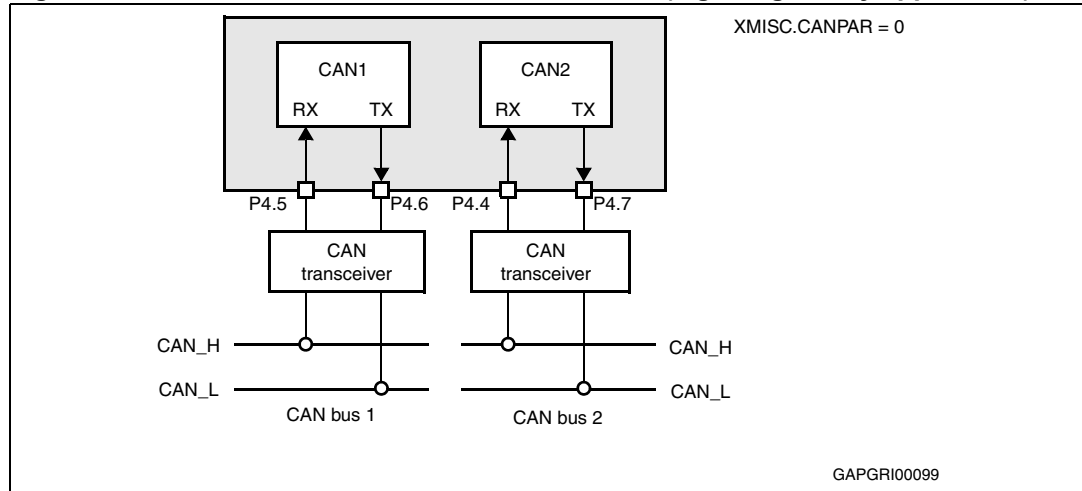 XMISC.CANPAR = 0
CAN1
CAN2
RX TX
RX TX
P4.5
P4.6
P4.4
P4.7
CAN
transceiver
CAN
transceiver
CAN_H
CAN_H
CAN_L
CAN_L
CAN bus 1
CAN bus 2
GAPGRI00099